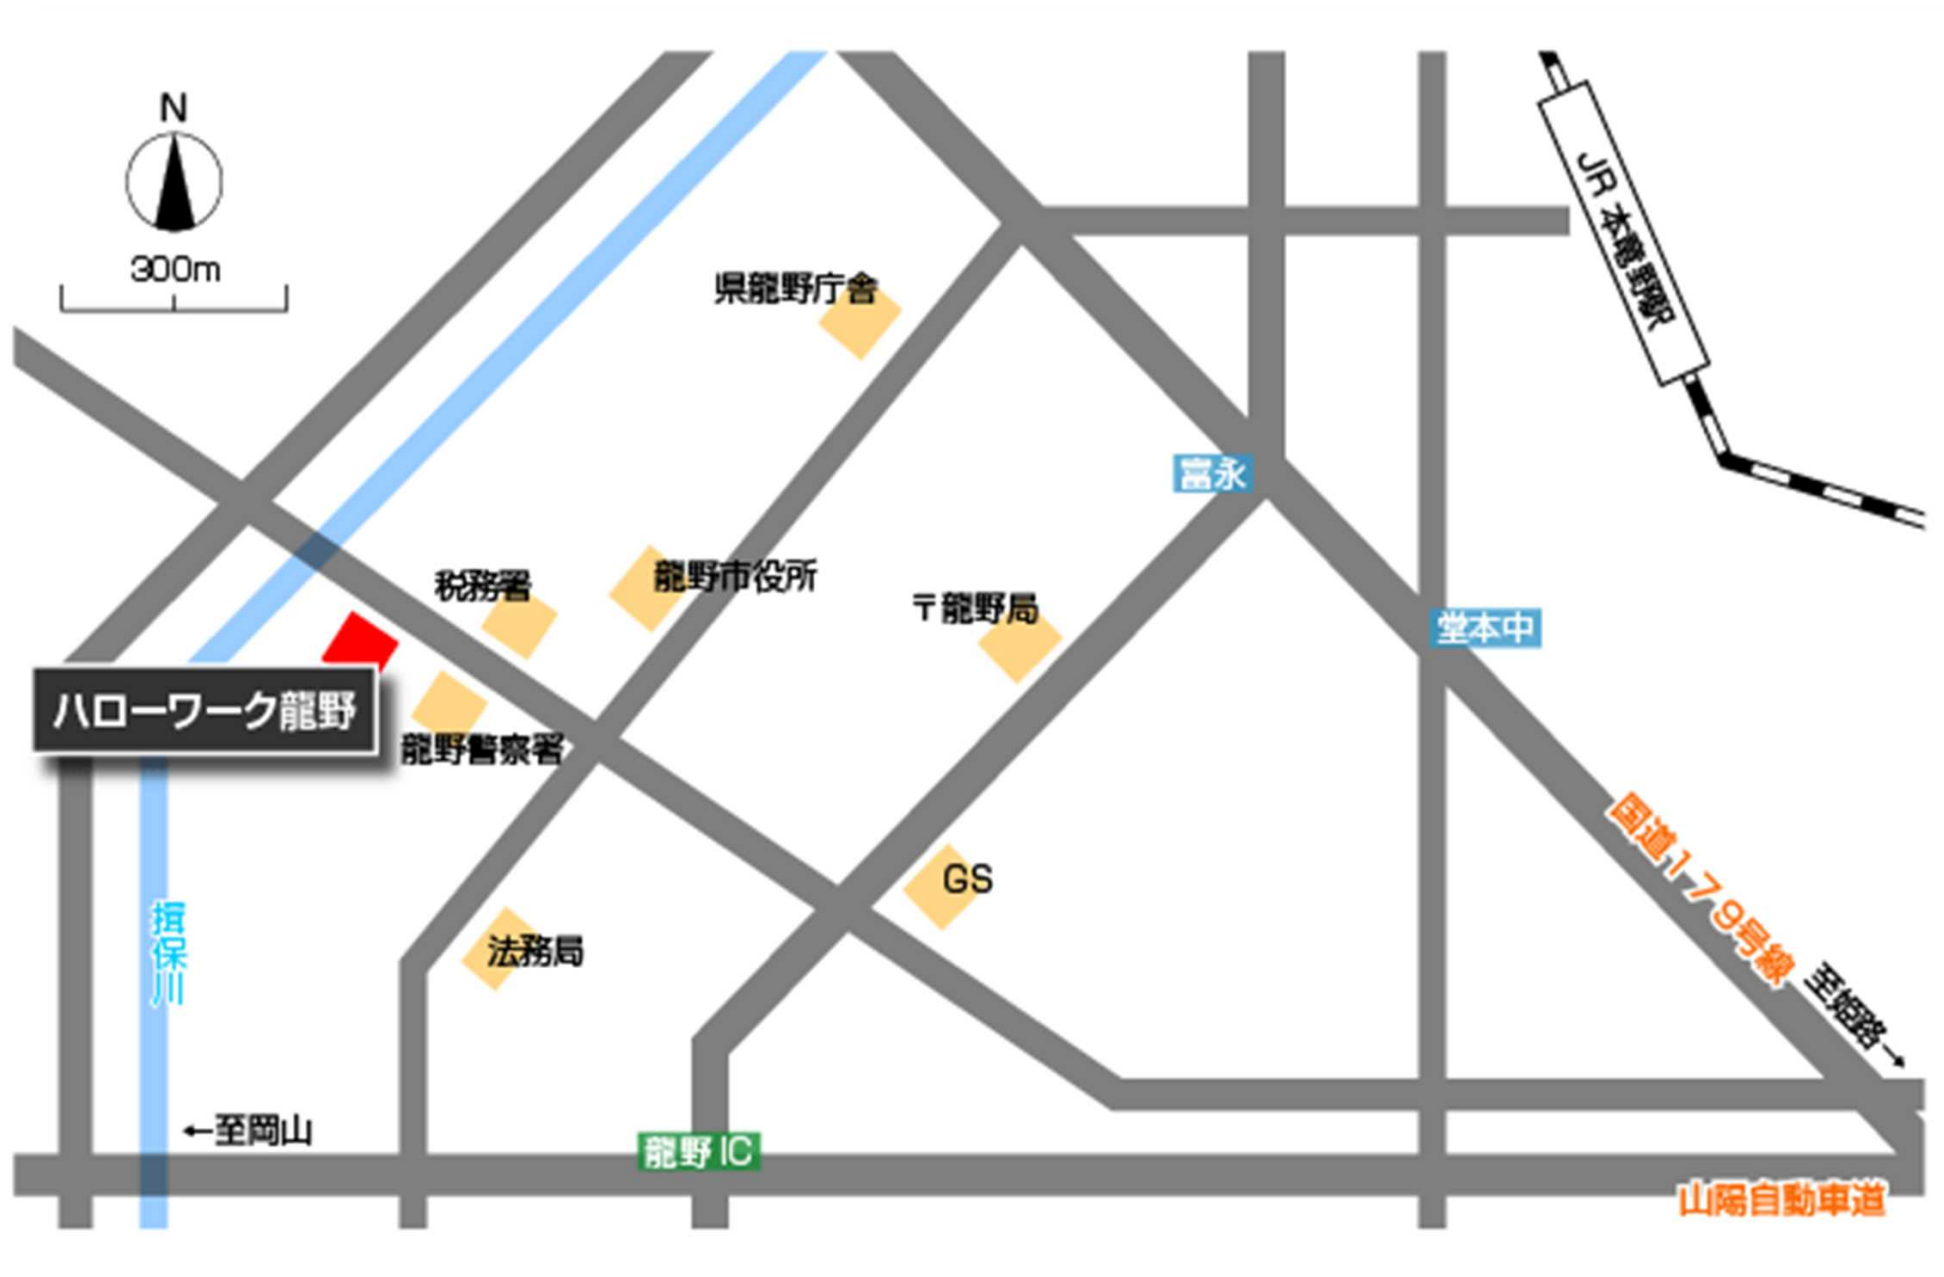 N
300m
JR 本竜野駅
県龍野庁舎
富永
税務署
龍野市役所
〒龍野局
堂本中
ハローワーク龍野
龍野警察署
国道179号線
GS
揖保川
法務局
至姫路→
←至岡山
龍野IC
山陽自動車道